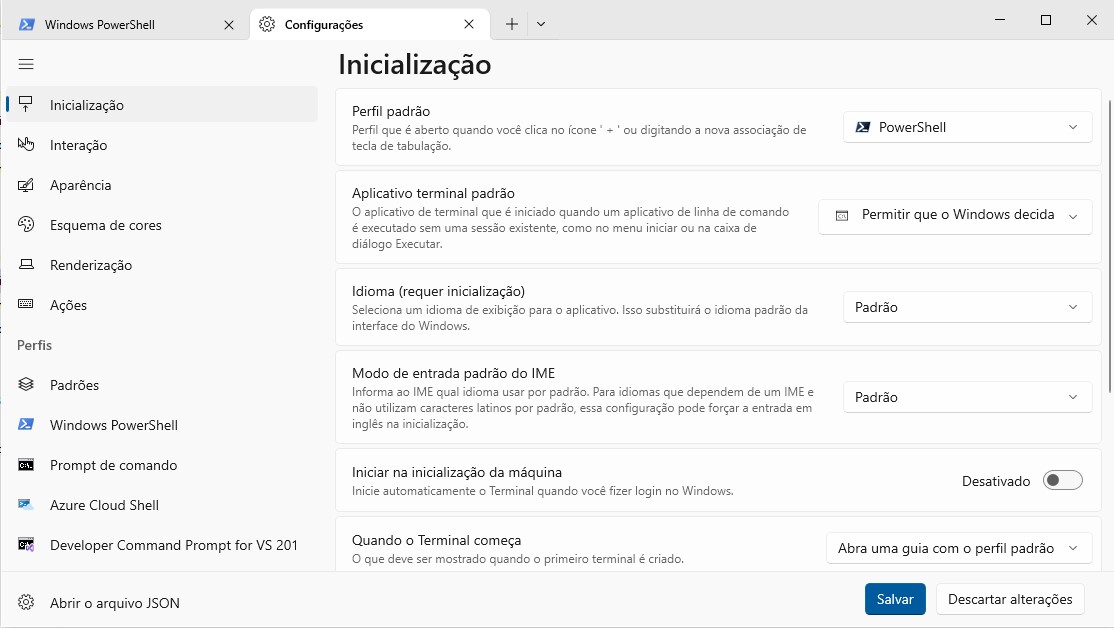 Windows PowerShell
Configurações
Inicialização
Interação
Aparência
Esquema de cores
Renderização
Ações
Perfis
Padrões
Windows PowerShell
Prompt de comando
Azure Cloud Shell
Developer Command Prompt for VS 201
Abrir o arquivo JSON
Inicialização
Perfil padrão
Perfil que é aberto quando você clica no ícone ' + ' ou digitando a nova associação de
tecla de tabulação.
PowerShell
Aplicativo terminal padrão
O aplicativo de terminal que é iniciado quando um aplicativo de linha de comando
é executado sem uma sessão existente, como no menu iniciar ou na caixa de
diálogo Executar.
Permitir que o Windows decida
Idioma (requer inicialização)
Seleciona um idioma de exibição para o aplicativo. Isso substituirá o idioma padrão da
interface do Windows.
Padrão
Modo de entrada padrão do IME
Informa ao IME qual idioma usar por padrão. Para idiomas que dependem de um IME e
não utilizam caracteres latinos por padrão, essa configuração pode forçar a entrada em
inglês na inicialização.
Padrão
Iniciar na inicialização da máquina
Inicie automaticamente o Terminal quando você fizer login no Windows.
Desativado
Quando o Terminal começa
O que deve ser mostrado quando o primeiro terminal é criado.
Abra uma guia com o perfil padrão
Salvar
Descartar alterações